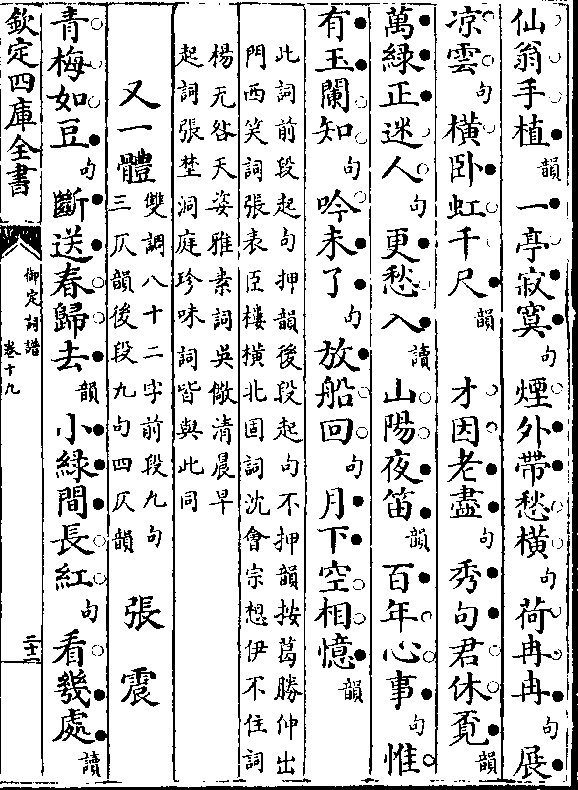 仙翁手植韻一亭寂寞句煙外帶愁横句荷冉冉句展
凉雲句横卧虹千尺韻才因老盡句秀句君休覓韻
萬緑正迷人句更愁入讀山陽夜笛韻百年心事句惟
有玉闌知句吟未了句放船回句月下空相憶韻
此詞前段起句押韻後段起句不押韻按葛勝仲出
門西笑詞張表臣樓横北固詞沈會宗想伊不住詞
楊无咎天姿雅素詞吳儆清晨早
起詞張埜洞庭珍味詞皆與此同
又一體雙調八十二字前段九句
三仄韻後段九句四仄韻張震
青梅如豆句斷送春歸去韻小緑間長紅句看幾處讀
欽定四庫全書
御定詞譜
卷十九
二十二